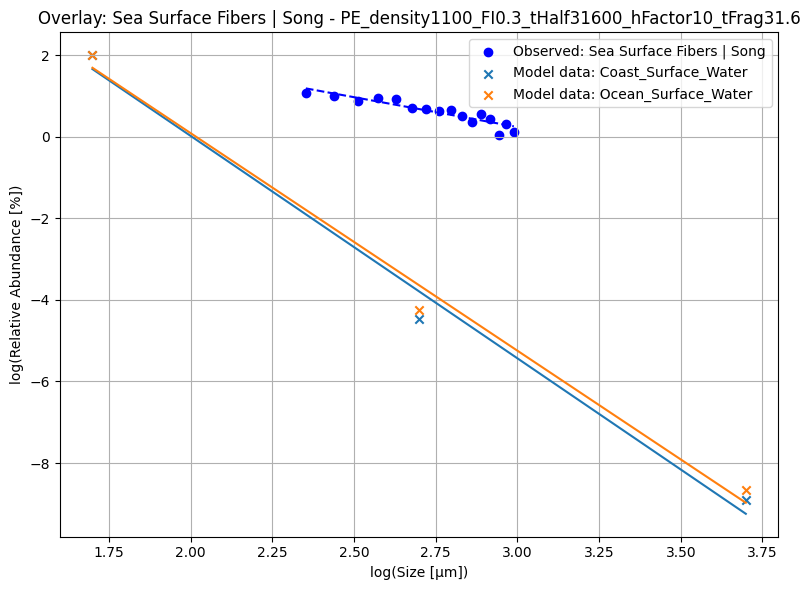 Overlay: Sea Surface Fibers | Song - PE_density1100_FI0.3_tHalf31600_hFactor10_tFrag31.6
Observed: Sea Surface Fibers | Song
Model data: Coast_Surface_Water
Model data: Ocean_Surface_Water
log(Relative Abundance [%])
2
0
−2
−4
−6
−8
1.75
2.00
2.25
2.50
2.75
3.00
3.25
3.50
3.75
log(Size [μm])